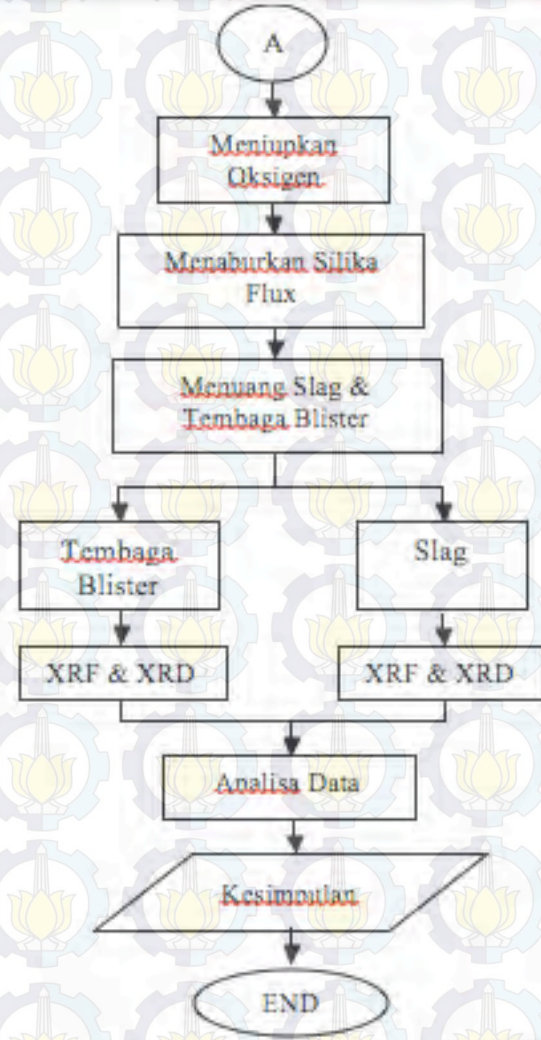 A
Meniupkan
Oksigen
Menaburkan Silika
Flux
Menuang Slag &
Tembaga Blister
Tembaga
Blister
Slag
XRF & XRD
XRF & XRD
Analisa Data
Kesimpulan
END